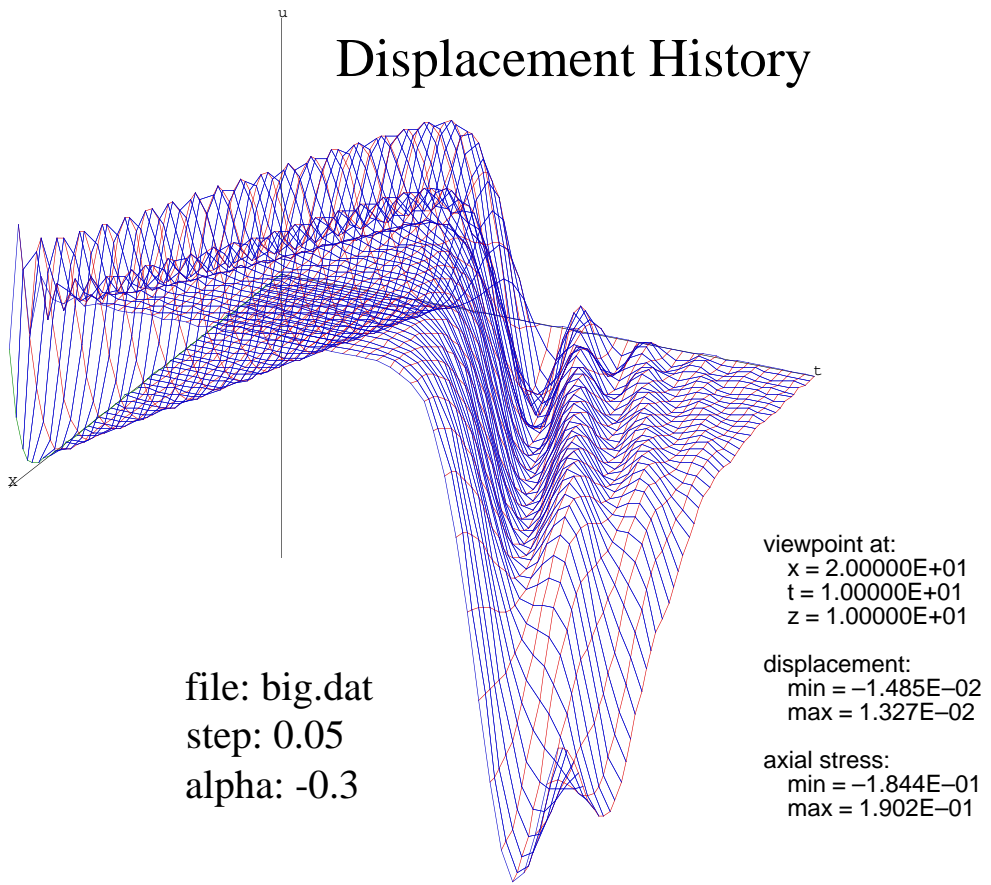 u
Displacement History
t
x
viewpoint at:
x = 2.00000E+01
t = 1.00000E+01
z = 1.00000E+01
displacement:
min = –1.485E–02
max = 1.327E–02
axial stress:
min = –1.844E–01
max = 1.902E–01
file: big.dat
step: 0.05
alpha: -0.3